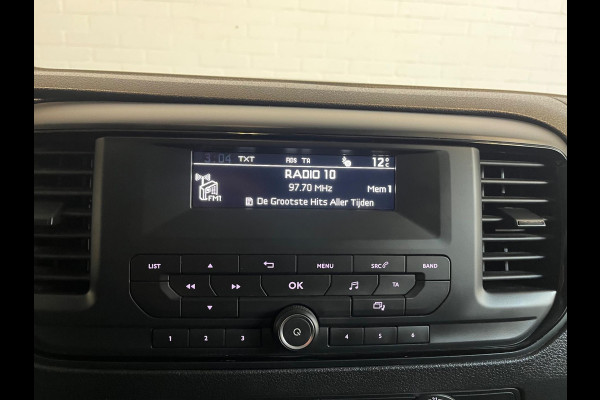 3:04 TXT RDS TA 12°C
RADIO 10
97.70 MHz Mem 1
FM1
De Grootste Hits Aller Tijden
LIST MENU SRC BAND
OK TA
1 2 3 4 5 6